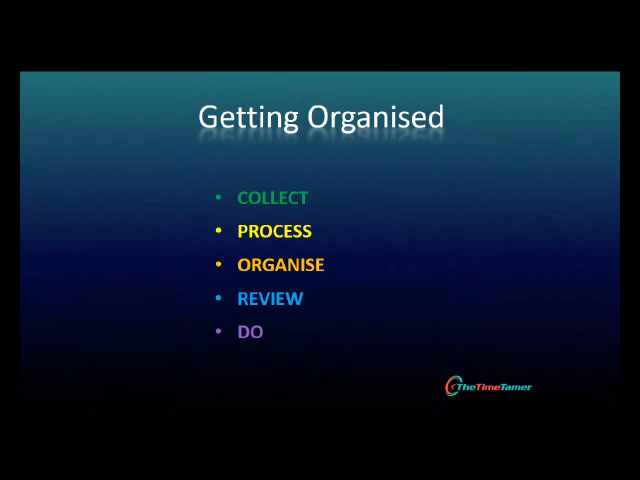 Getting Organised
• COLLECT
• PROCESS
• ORGANISE
• REVIEW
• DO
TheTimeTamer